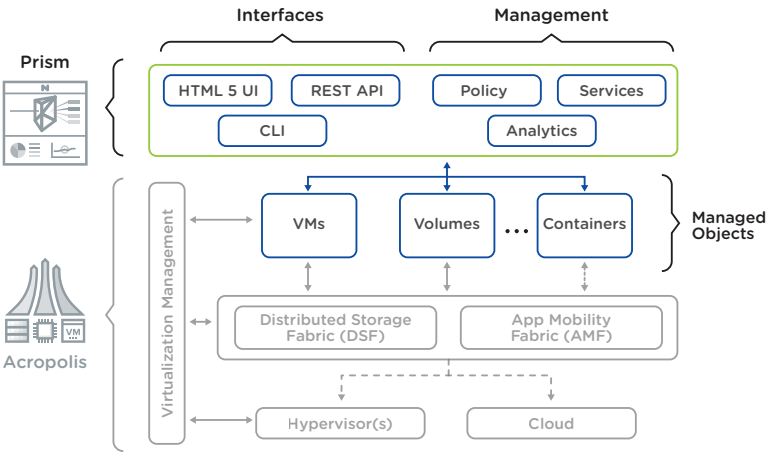 Interfaces
Management
Prism
N
HTML 5 UI
REST API
Policy
Services
CLI
Analytics
VMs
Volumes
...
Containers
Managed
Objects
Virtualization Management
Distributed Storage
Fabric (DSF)
App Mobility
Fabric (AMF)
VM
Acropolis
Hypervisor(s)
Cloud